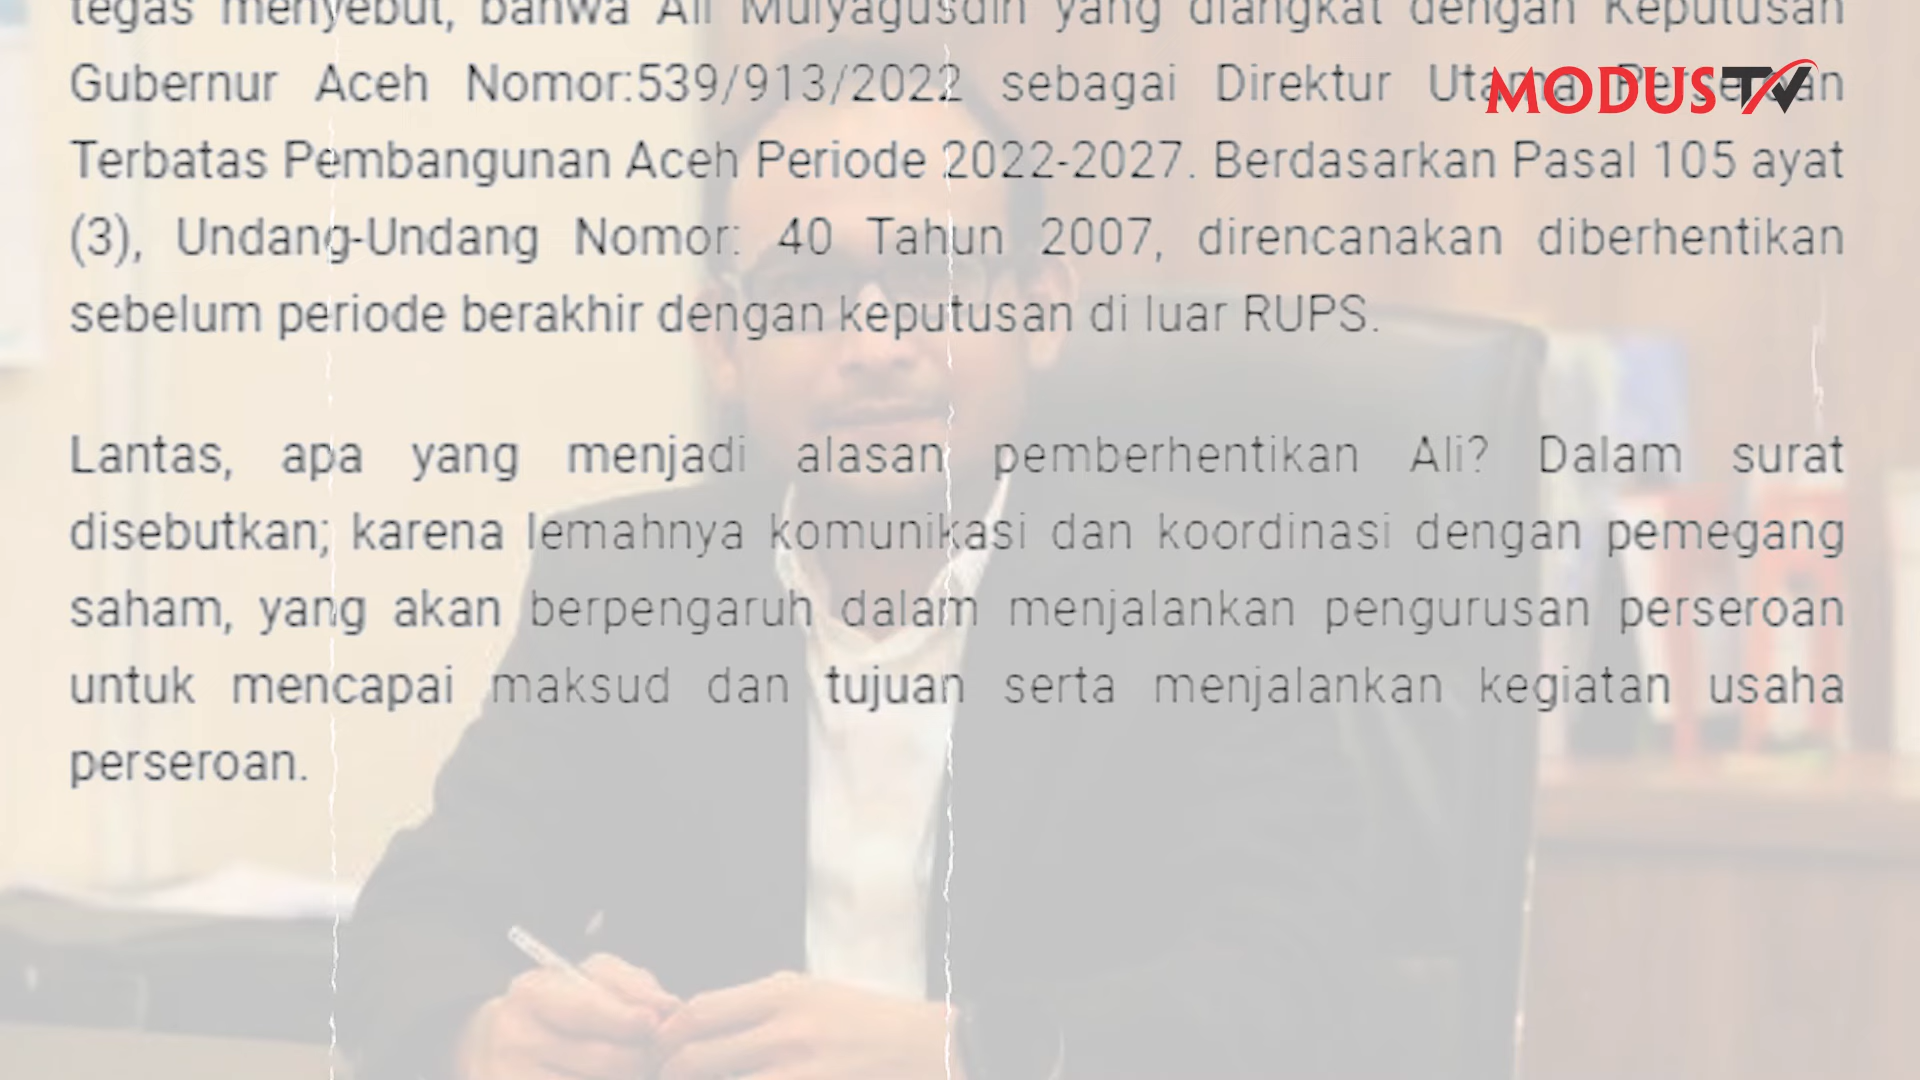 tegas menyebut, bahwa Ali Mulyagusdin yang diangkat dengan Keputusan
Gubernur Aceh Nomor:539/913/2022 sebagai Direktur Utama Perseroan
MODUS TV
Terbatas Pembangunan Aceh Periode 2022-2027. Berdasarkan Pasal 105 ayat
(3), Undang-Undang Nomor: 40 Tahun 2007, direncanakan diberhentikan
sebelum periode berakhir dengan keputusan di luar RUPS.
Lantas, apa yang menjadi alasan pemberhentikan Ali? Dalam surat
disebutkan; karena lemahnya komunikasi dan koordinasi dengan pemegang
saham, yang akan berpengaruh dalam menjalankan pengurusan perseroan
untuk mencapai maksud dan tujuan serta menjalankan kegiatan usaha
perseroan.